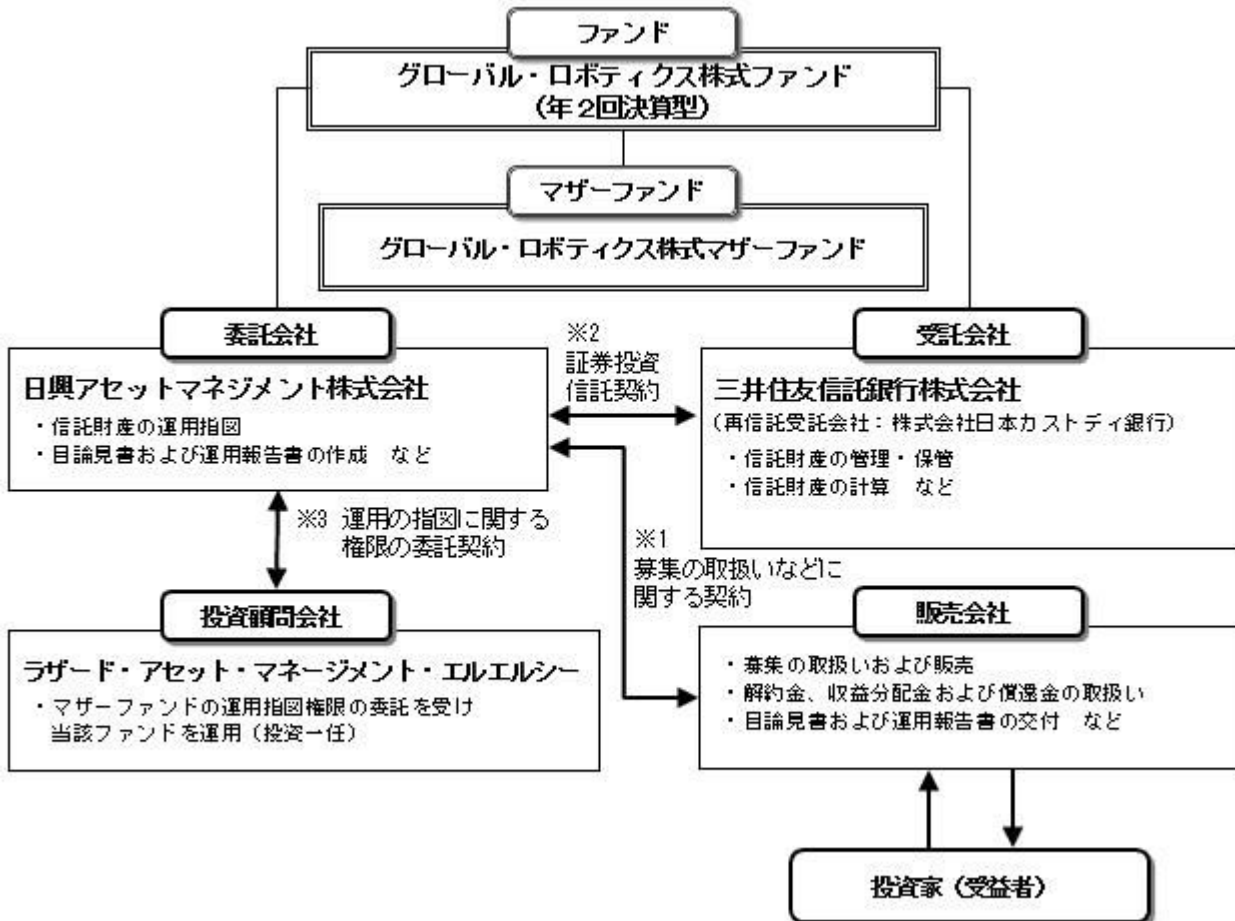 ファンド
グローバル・ロボティクス株式ファンド
(年2回決算型)
マザーファンド
グローバル・ロボティクス株式マザーファンド
委託会社
日興アセットマネジメント株式会社
・信託財産の運用指図
・目論見書および運用報告書の作成 など
※2
証券投資
信託契約
受託会社
三井住友信託銀行株式会社
(再信託受託会社:株式会社日本カストディ銀行)
・信託財産の管理・保管
・信託財産の計算 など
※3 運用の指図に関する
権限の委託契約
※1
募集の取扱いなどに
関する契約
投資顧問会社
ラザード・アセット・マネージメント・エルエルシー
・マザーファンドの運用指図権限の委託を受け
当該ファンドを運用(投資一任)
販売会社
・募集の取扱いおよび販売
・解約金、収益分配金および償還金の取扱い
・目論見書および運用報告書の交付 など
投資家(受益者)